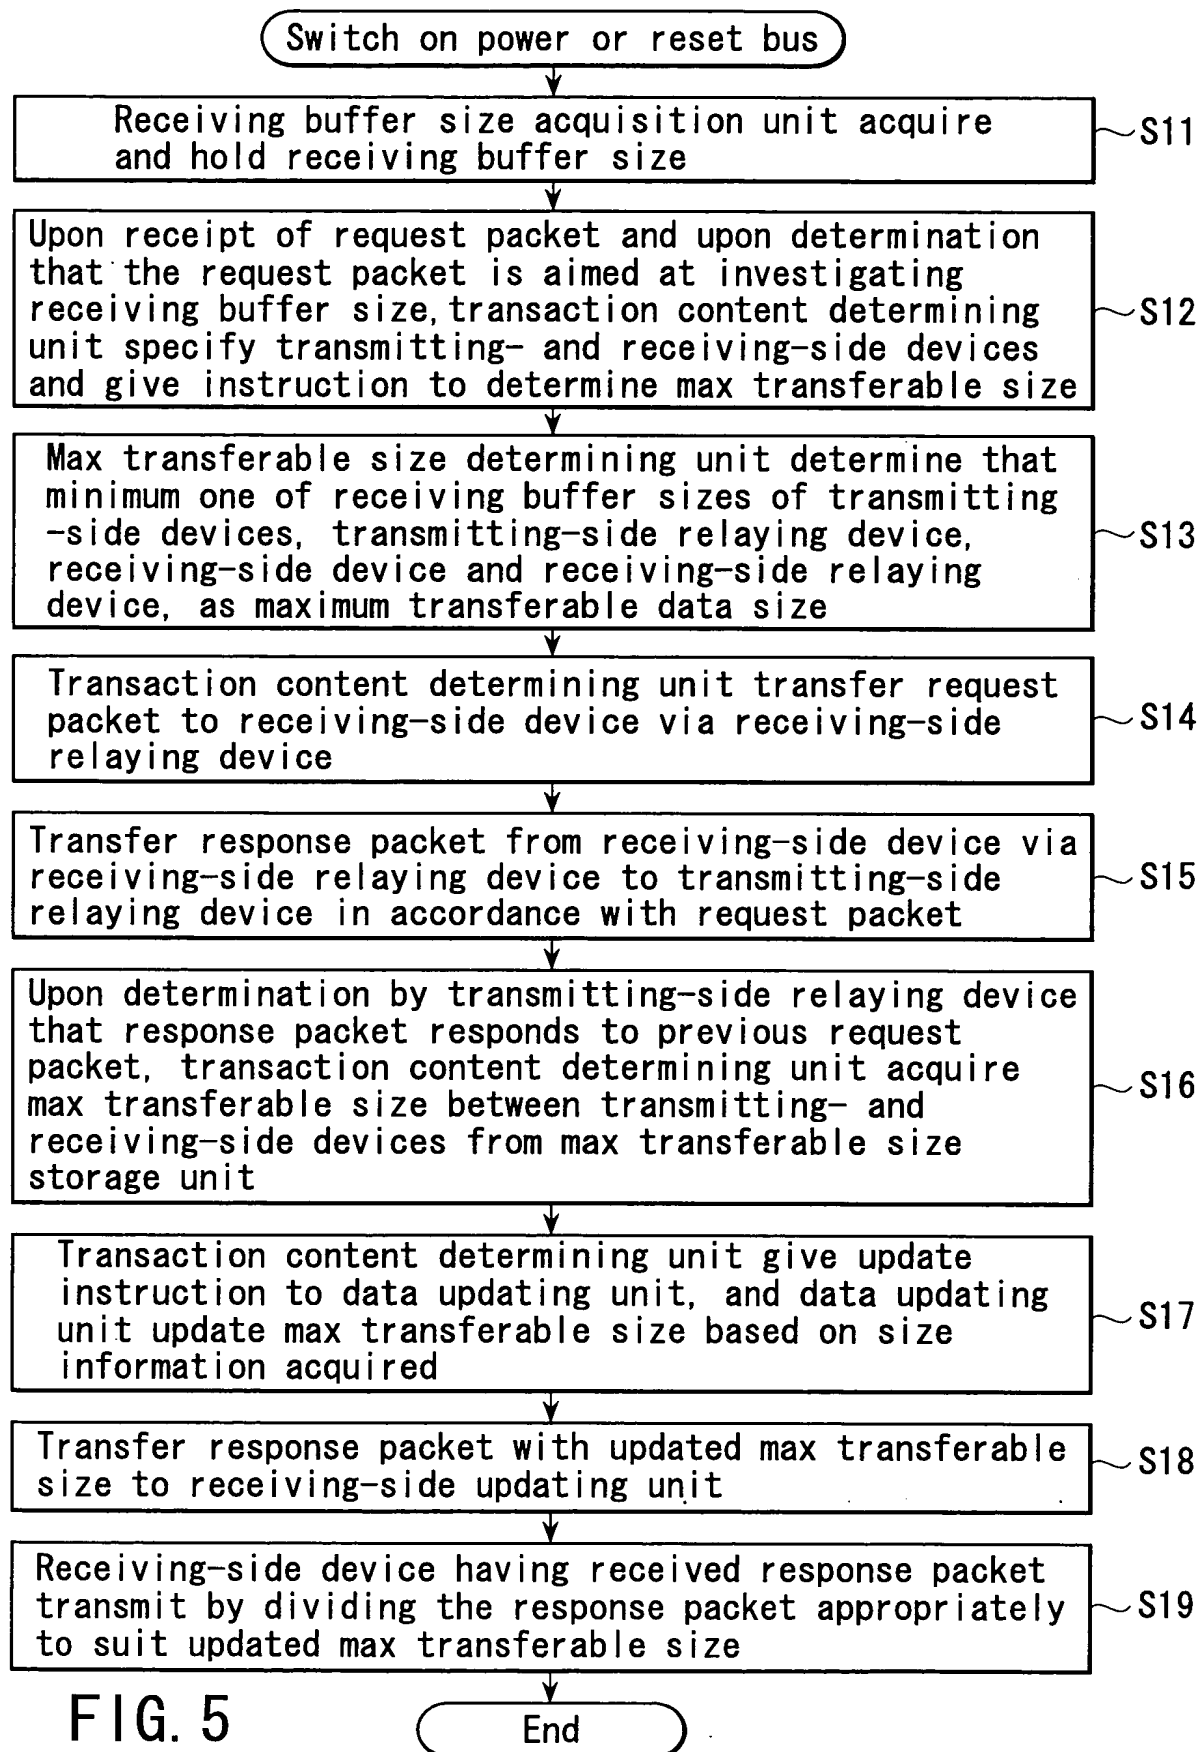 Switch on power or reset bus
Receiving buffer size acquisition unit acquire
and hold receiving buffer size
S11
Upon receipt of request packet and upon determination
that the request packet is aimed at investigating
receiving buffer size, transaction content determining
unit specify transmitting- and receiving-side devices
and give instruction to determine max transferable size
S12
Max transferable size determining unit determine that
minimum one of receiving buffer sizes of transmitting
-side devices, transmitting-side relaying device,
receiving-side device and receiving-side relaying
device, as maximum transferable data size
S13
Transaction content determining unit transfer request
packet to receiving-side device via receiving-side
relaying device
S14
Transfer response packet from receiving-side device via
receiving-side relaying device to transmitting-side
relaying device in accordance with request packet
S15
Upon determination by transmitting-side relaying device
that response packet responds to previous request
packet, transaction content determining unit acquire
max transferable size between transmitting- and
receiving-side devices from max transferable size
storage unit
S16
Transaction content determining unit give update
instruction to data updating unit, and data updating
unit update max transferable size based on size
information acquired
S17
Transfer response packet with updated max transferable
size to receiving-side updating unit
S18
Receiving-side device having received response packet
transmit by dividing the response packet appropriately
to suit updated max transferable size
S19
End
FIG. 5